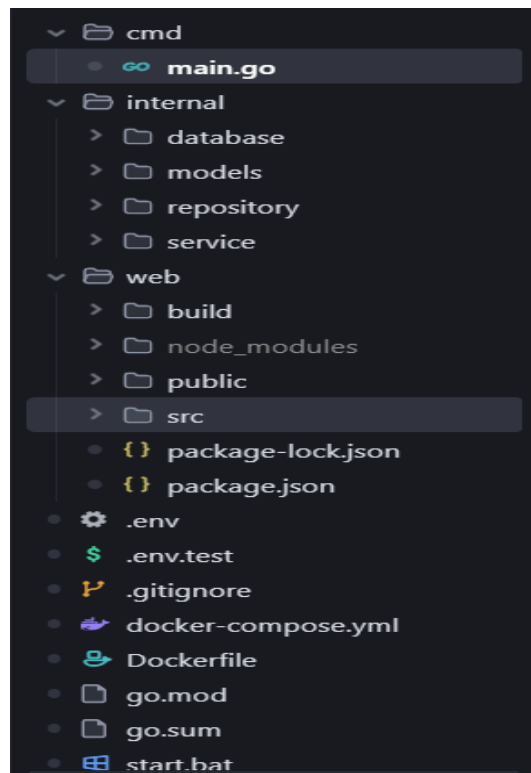 cmd
GO main.go
internal
database
models
repository
service
web
build
node_modules
public
src
{} package-lock.json
{} package.json
.env
$ .env.test
.gitignore
docker-compose.yml
Dockerfile
go.mod
go.sum
start.bat